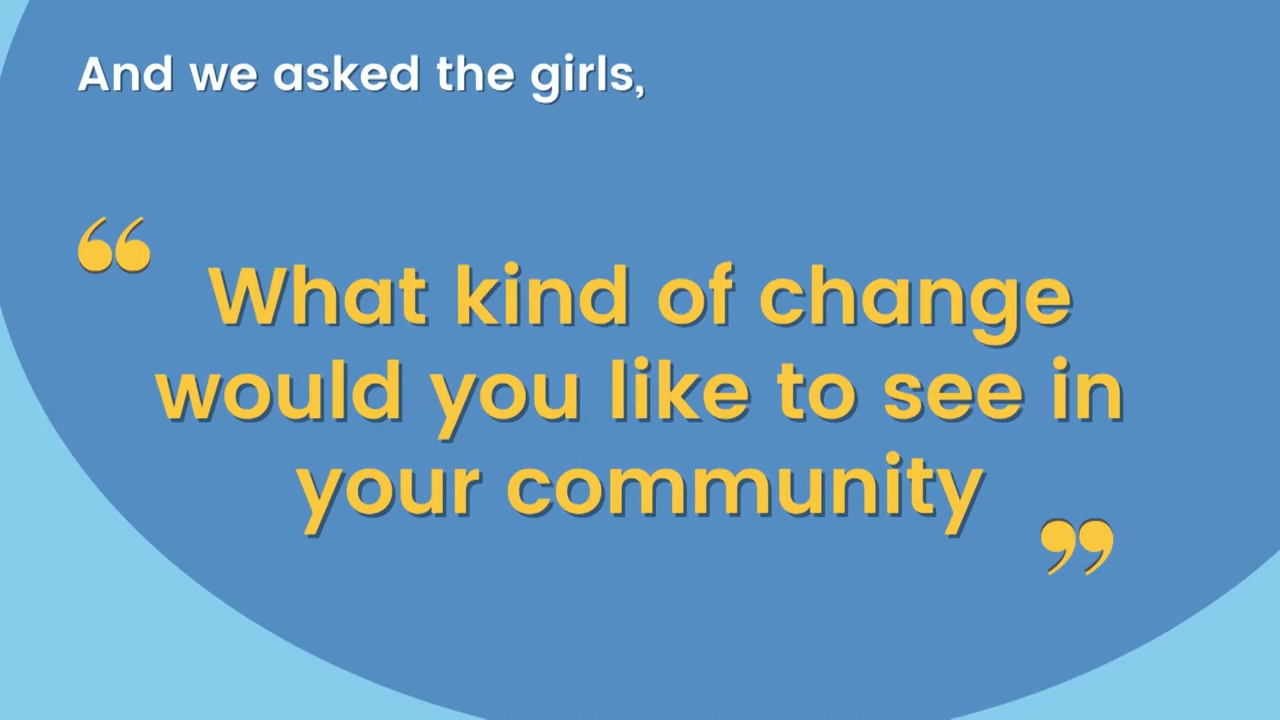 And we asked the girls,
“What kind of change
would you like to see in
your community”